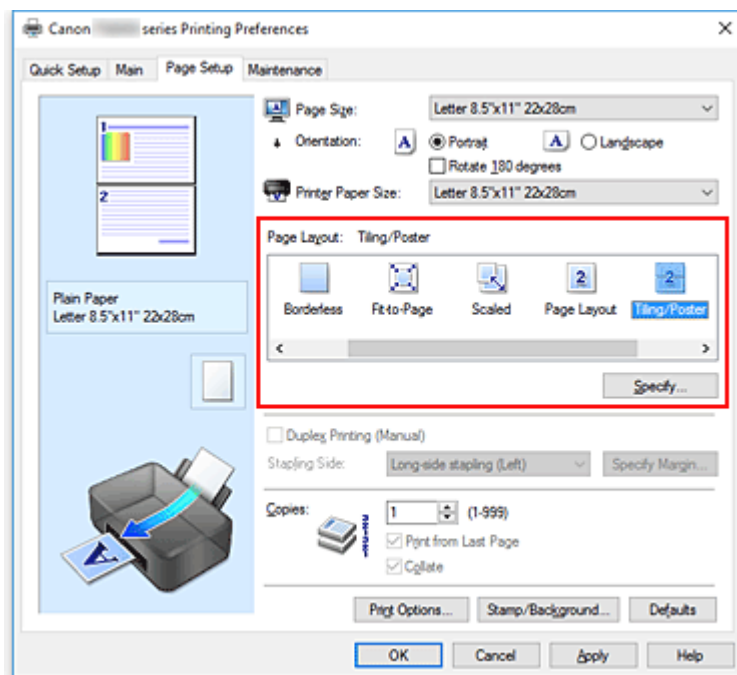 Canon series Printing Preferences
Quick Setup Main Page Setup Maintenance
Page Size: Letter 8.5"x11" 22x28cm
Orientation: A Portrait A Landscape
Rotate 180 degrees
Printer Paper Size: Letter 8.5"x11" 22x28cm
1
2
Plain Paper
Letter 8.5"x11" 22x28cm
Page Layout: Tiling/Poster
2 2
Borderless Fit-to-Page Scaled Page Layout Tiling/Poster
Specify...
Duplex Printing (Manual)
Stapling Side: Long-side stapling (Left) Specify Margin...
Copies: 1 (1-999)
Print from Last Page
Collate
A
Print Options... Stamp/Background... Defaults
OK Cancel Apply Help